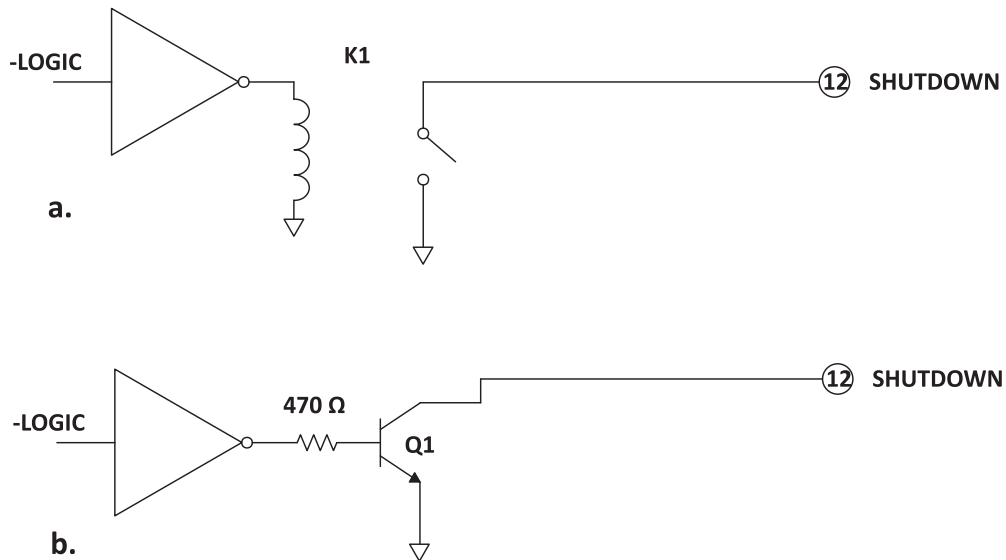 K1
-LOGIC
12 SHUTDOWN
a.
12 SHUTDOWN
470 Ω
-LOGIC
Q1
b.